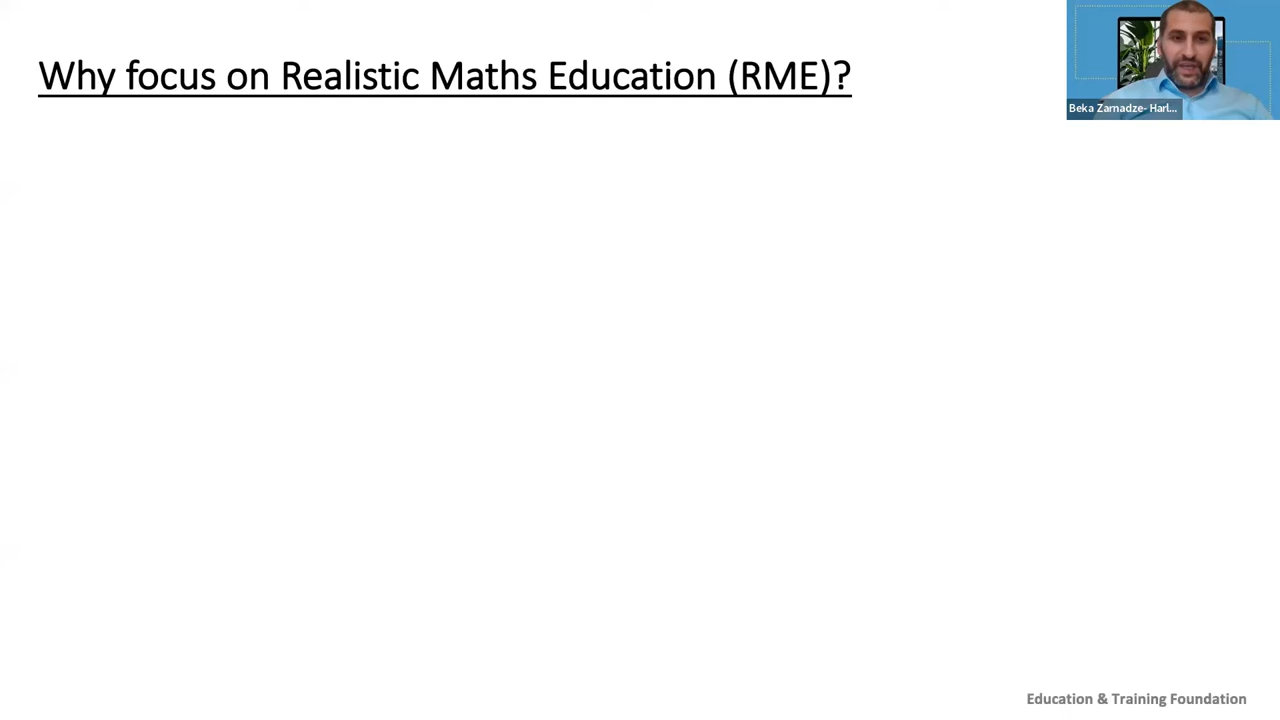 Why focus on Realistic Maths Education (RME)?
Beka Zarnadze- Harl...
Education & Training Foundation